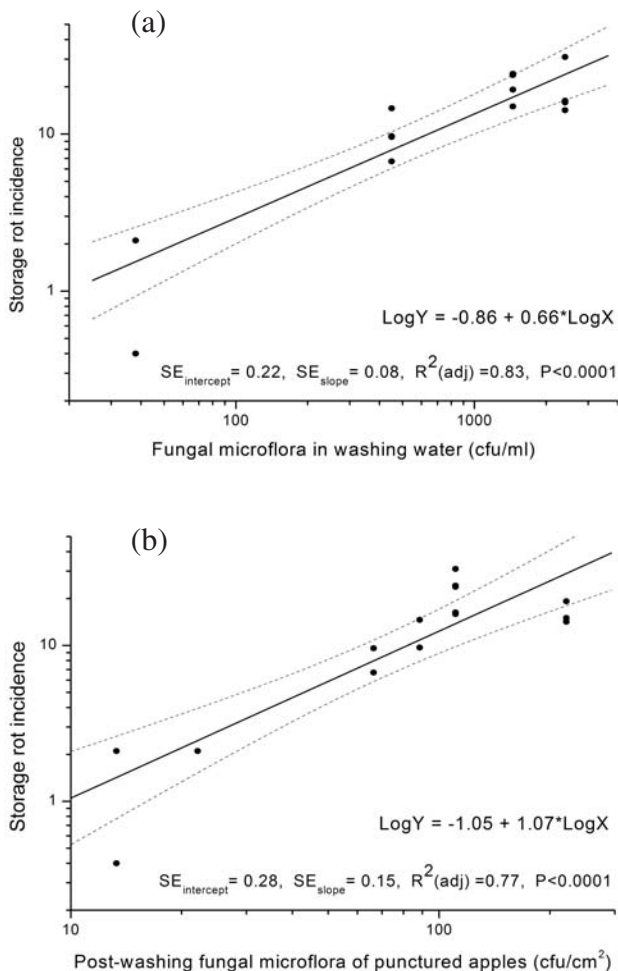 (a)
Storage rot incidence
10
1
LogY = -0.86 + 0.66*LogX
SE_intercept = 0.22, SE_slope = 0.08, R^2(adj) =0.83, P<0.0001
100
1000
Fungal microflora in washing water (cfu/ml)
(b)
Storage rot incidence
10
1
LogY = -1.05 + 1.07*LogX
SE_intercept = 0.28, SE_slope = 0.15, R^2(adj) =0.77, P<0.0001
10
100
Post-washing fungal microflora of punctured apples (cfu/cm^2)